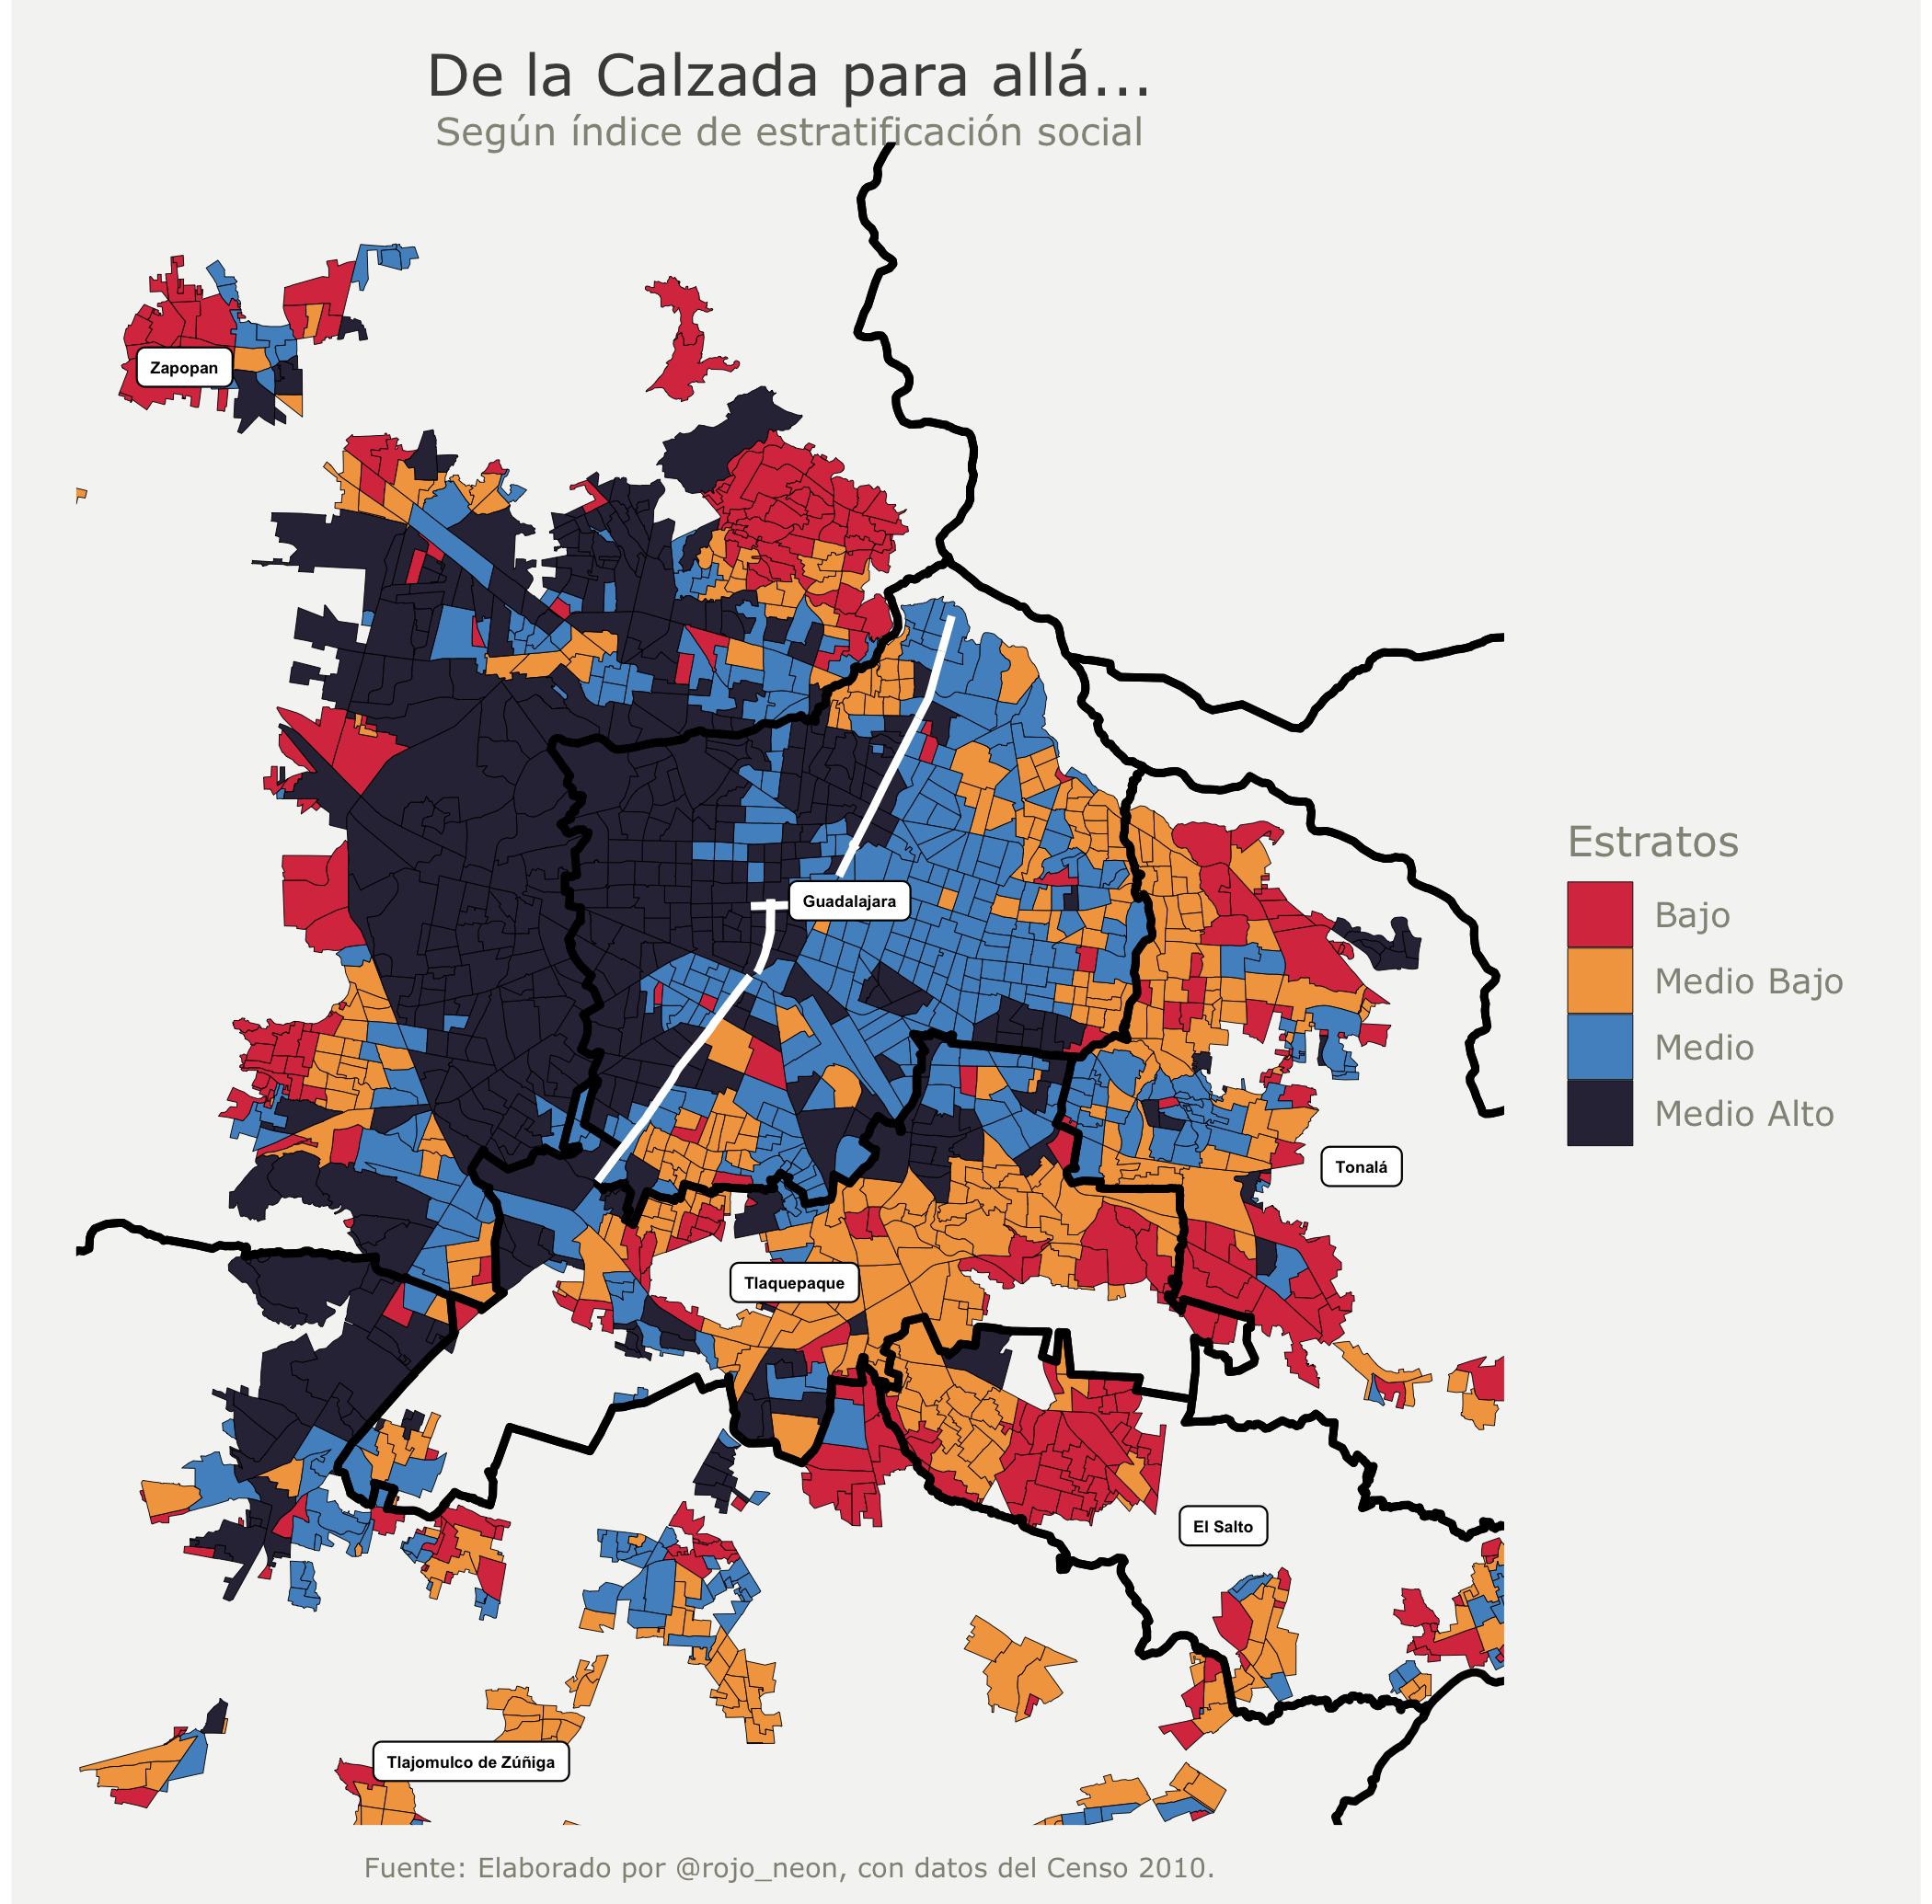 De la Calzada para allá...
Según índice de estratificación social
Zapopan
Guadalajara
Tonalá
Tlaquepaque
El Salto
Tlajomulco de Zúñiga
Estratos
Bajo
Medio Bajo
Medio
Medio Alto
Fuente: Elaborado por @rojo_neon, con datos del Censo 2010.